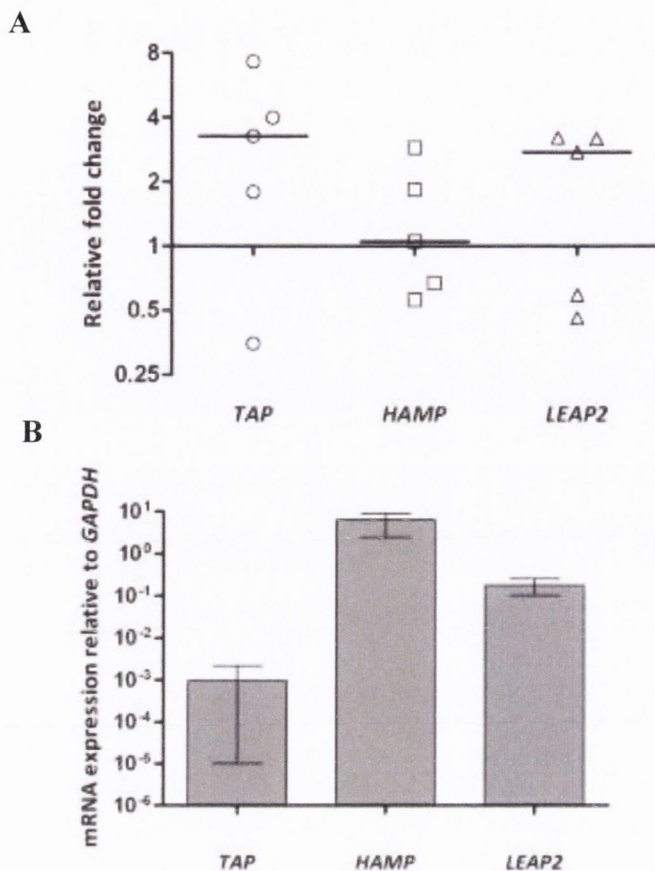 A
Relative fold change
8
4
2
1
0.5
0.25
TAP HAMP LEAP2
B
mRNA expression relative to GAPDH
10¹
10⁰
10⁻¹
10⁻²
10⁻³
10⁻⁴
10⁻⁵
10⁻⁶
TAP HAMP LEAP2